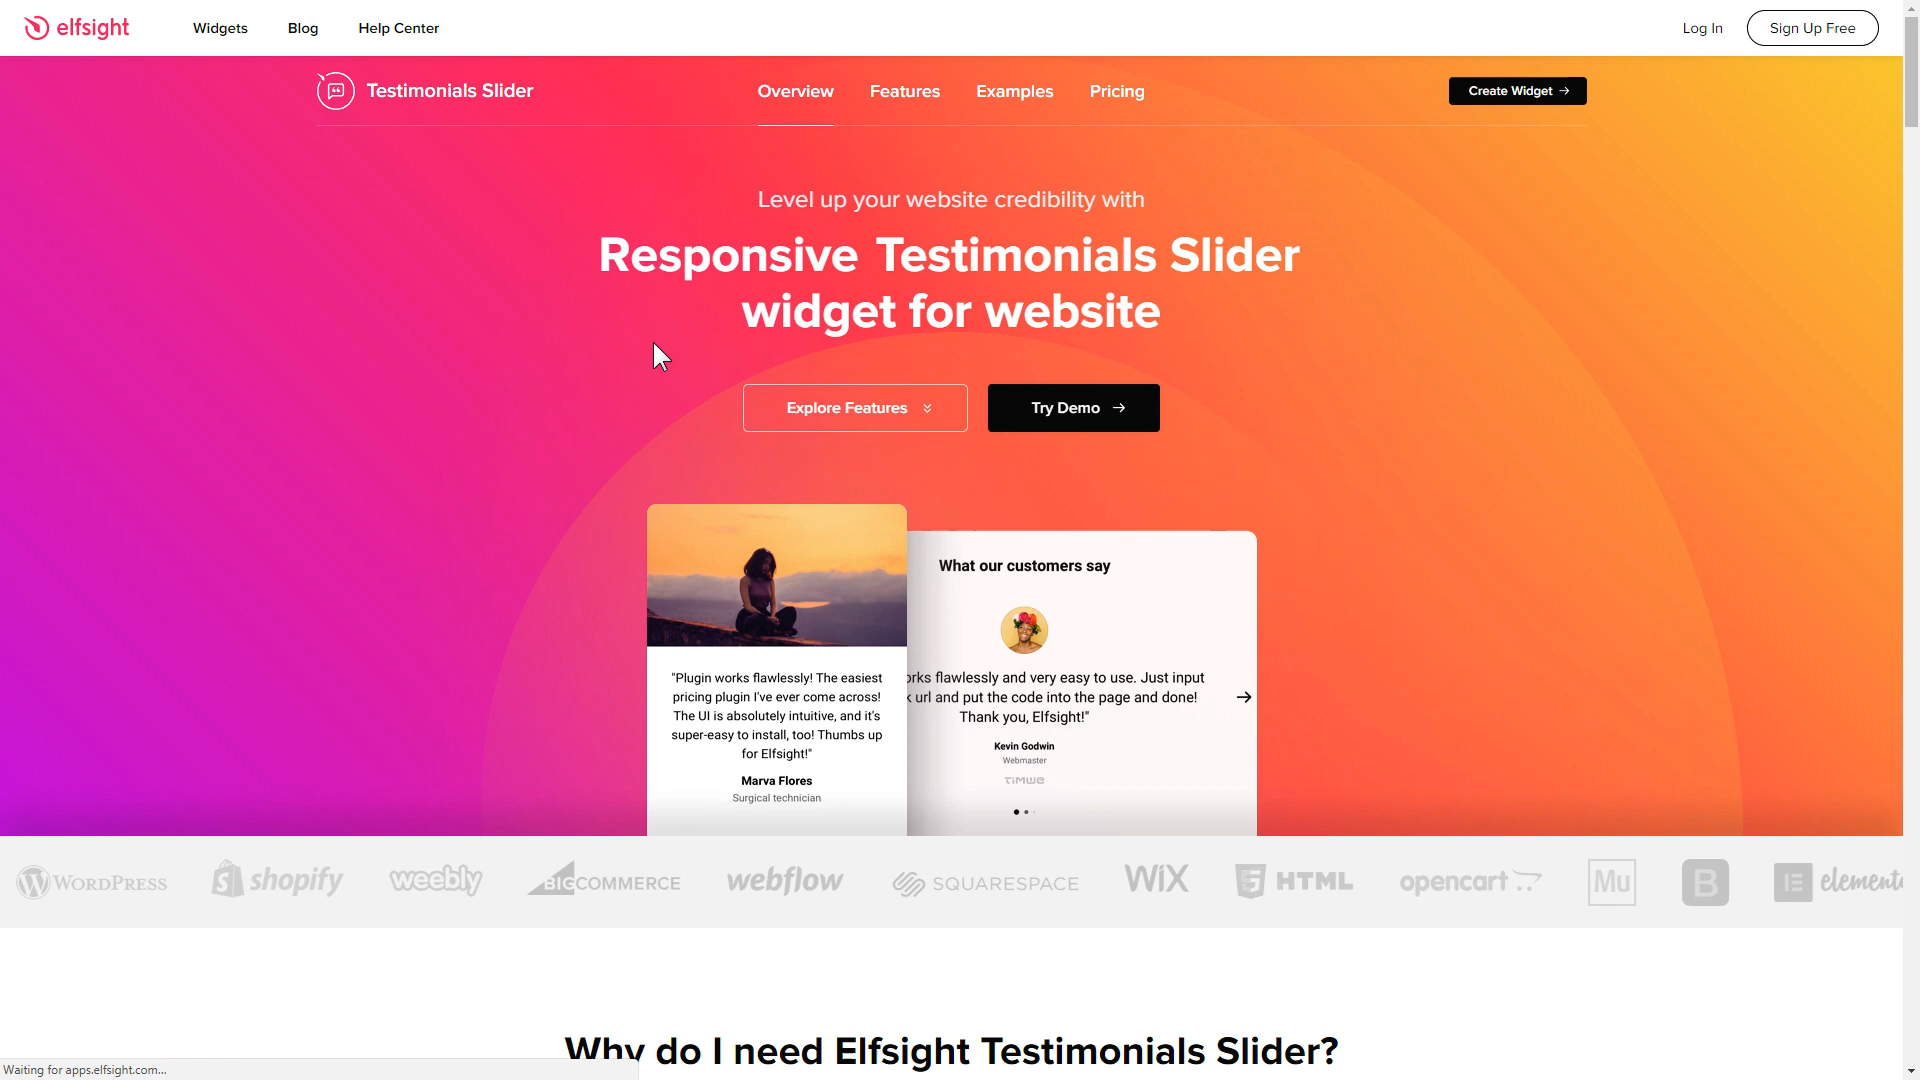 elfsight
Widgets
Blog
Help Center
Log In
Sign Up Free
Testimonials Slider
Overview
Features
Examples
Pricing
Create Widget
Level up your website credibility with
Responsive Testimonials Slider
widget for website
Explore Features
Try Demo
"Plugin works flawlessly! The easiest
pricing plugin I've ever come across!
The UI is absolutely intuitive, and it's
super-easy to install, too! Thumbs up
for Elfsight!"
Marva Flores
Surgical technician
What our customers say
flawlessly and very easy to use. Just input
url and put the code into the page and done!
Thank you, Elfsight!"
Kevin Godwin
Webmaster
TIMWE
WORDPRESS
shopify
weebly
BIGCOMMERCE
webflow
SQUARESPACE
WiX
HTML
opencart
Mu
B
Why do I need Elfsight Testimonials Slider?
Waiting for apps.elfsight.com...